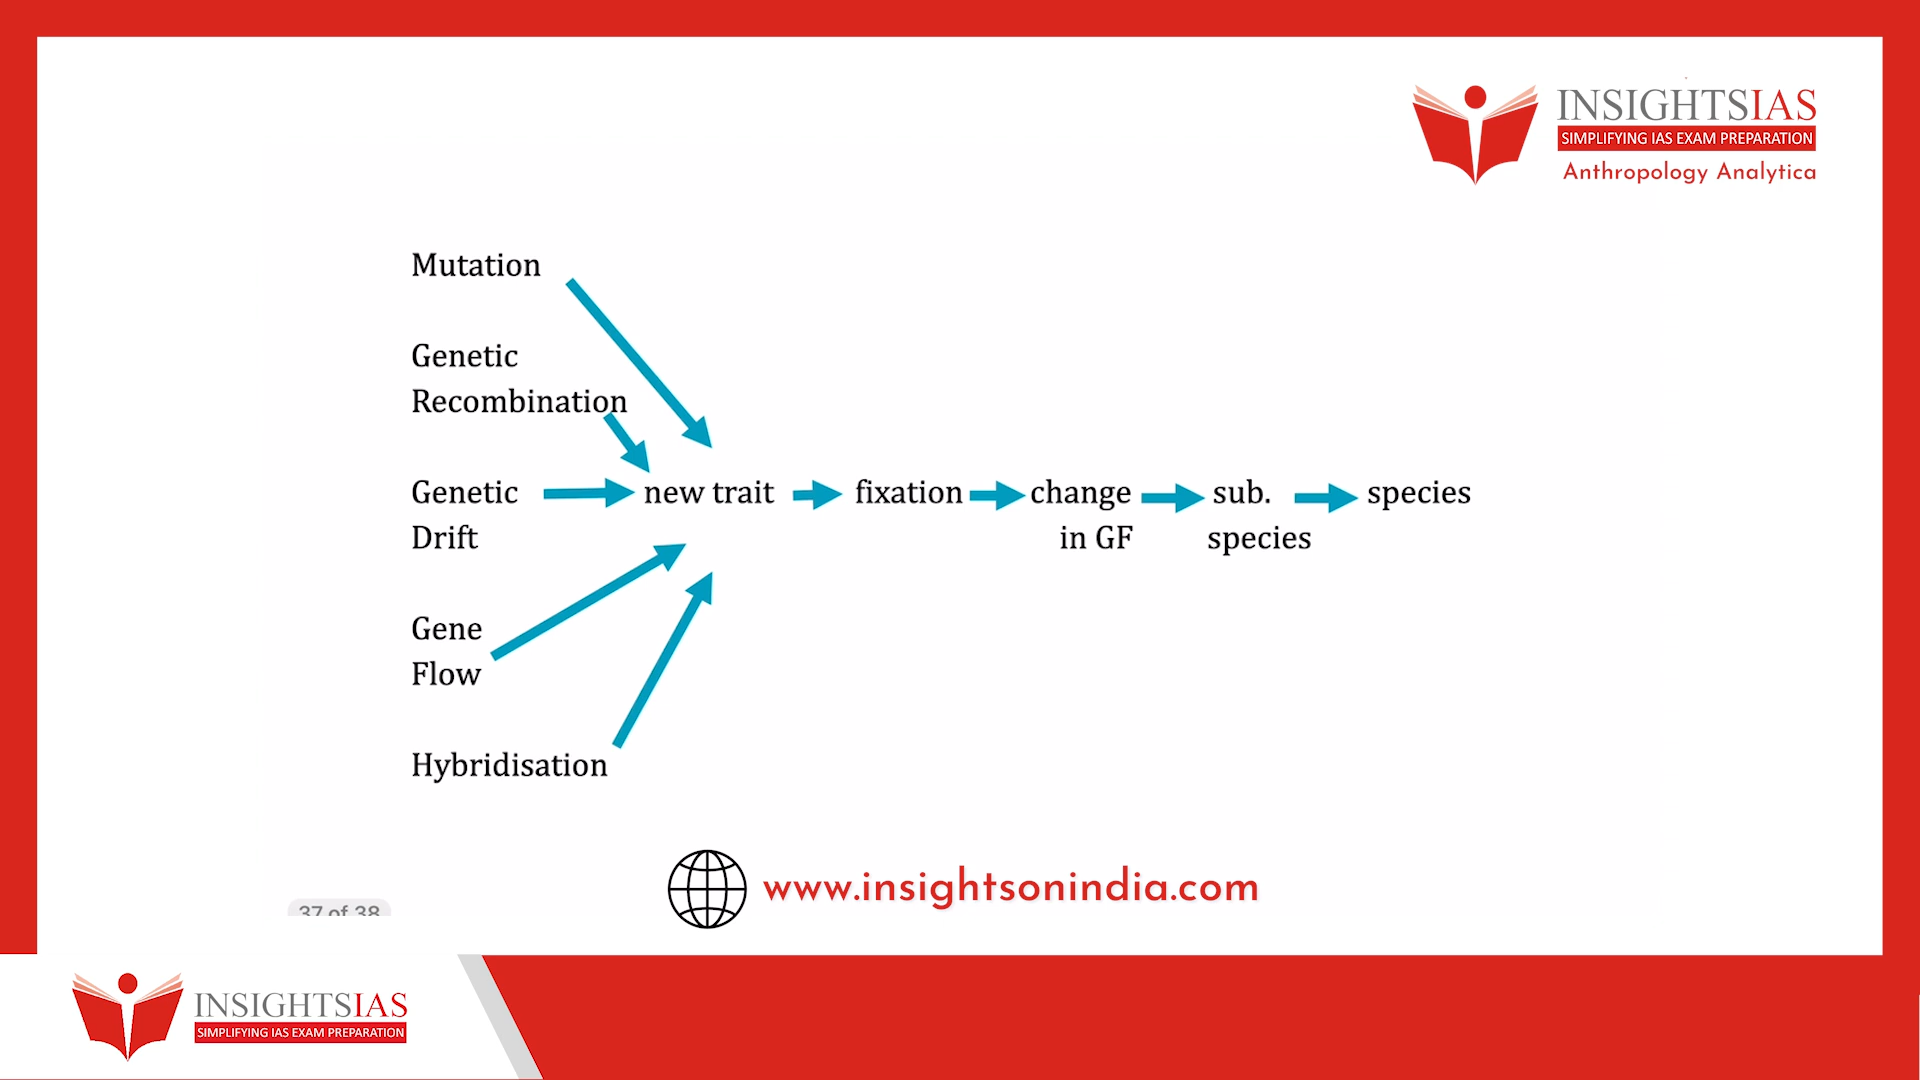 INSIGHTSIAS
SIMPLIFYING IAS EXAM PREPARATION
Anthropology Analytica
Mutation
Genetic
Recombination
Genetic new trait fixation change sub. species
Drift in GF species
Gene
Flow
Hybridisation
37 of 38
www.insightsonindia.com
INSIGHTSIAS
SIMPLIFYING IAS EXAM PREPARATION